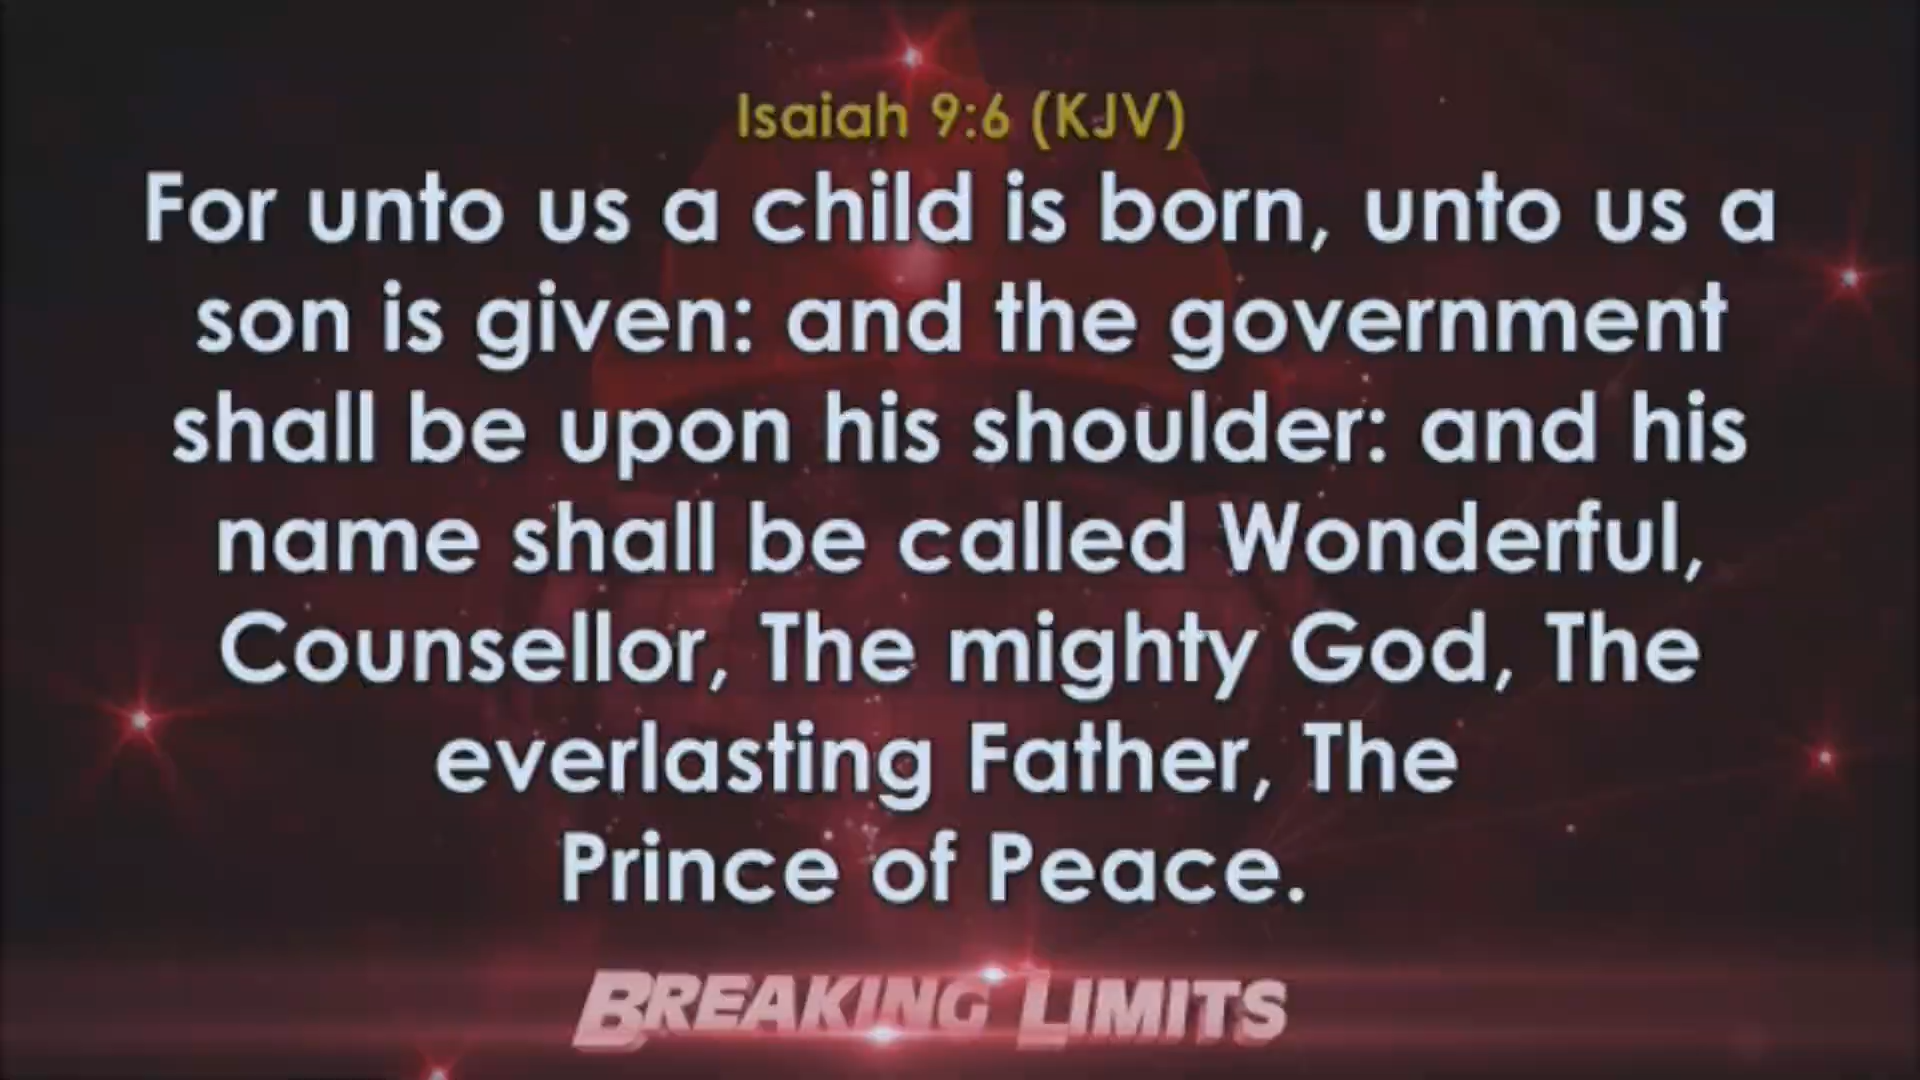 Isaiah 9:6 (KJV)
For unto us a child is born, unto us a
son is given: and the government
shall be upon his shoulder: and his
name shall be called Wonderful,
Counsellor, The mighty God, The
everlasting Father, The
Prince of Peace.
BREAKING LIMITS